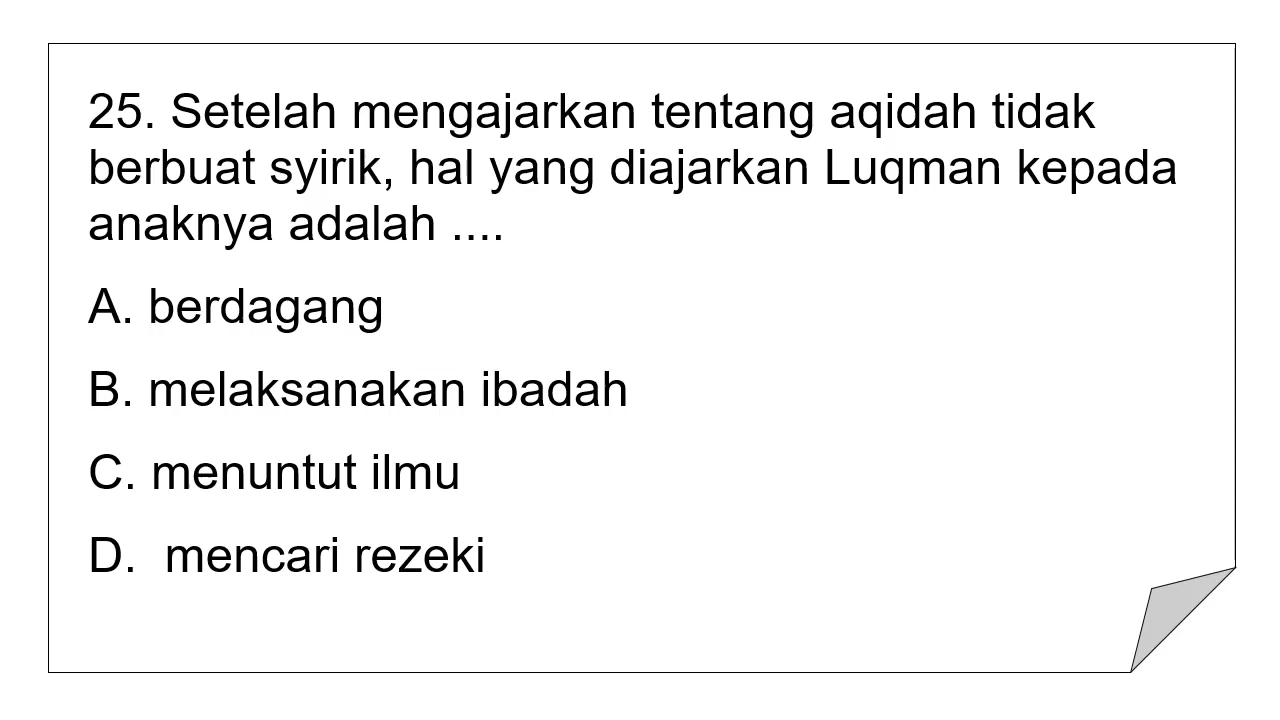 25. Setelah mengajarkan tentang aqidah tidak
berbuat syirik, hal yang diajarkan Luqman kepada
anaknya adalah ....
A. berdagang
B. melaksanakan ibadah
C. menuntut ilmu
D.  mencari rezeki